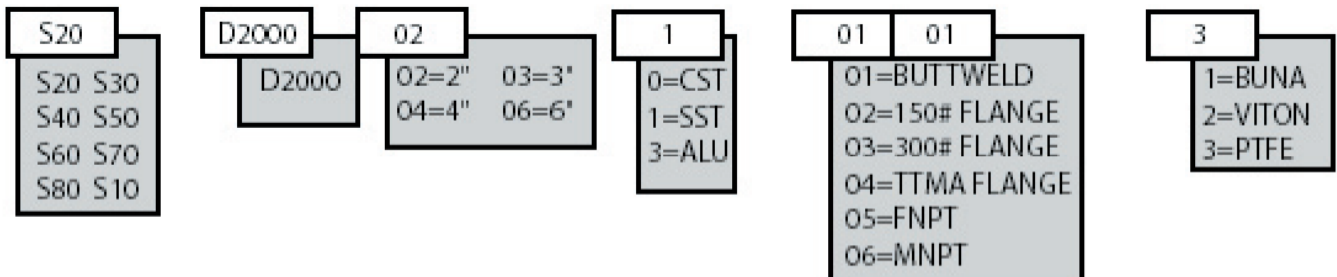 S20 D2000 02 1 01 01 3
S20 S30
S40 S50
S60 S70
S80 S10
D2000
02=2" 03=3"
04=4" 06=6"
0=CST
1=SST
3=ALU
01=BUTTWELD
02=150# FLANGE
03=300# FLANGE
04=TTMA FLANGE
05=FNPT
06=MNPT
1=BUNA
2=VITON
3=PTFE